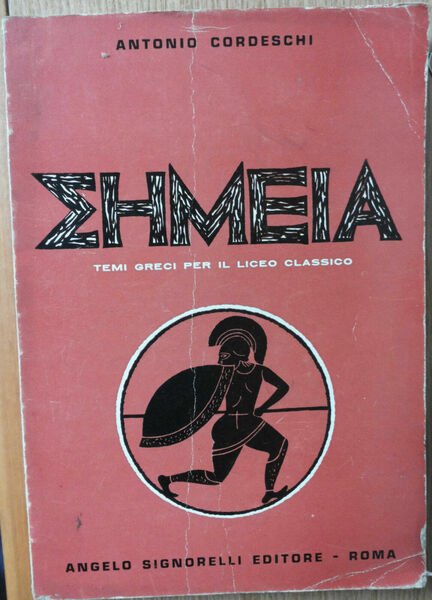 ANTONIO CORDESCHI
ΣΗΜΕΙΑ
TEMI GRECI PER IL LICEO CLASSICO
ANGELO SIGNORELLI EDITORE - ROMA